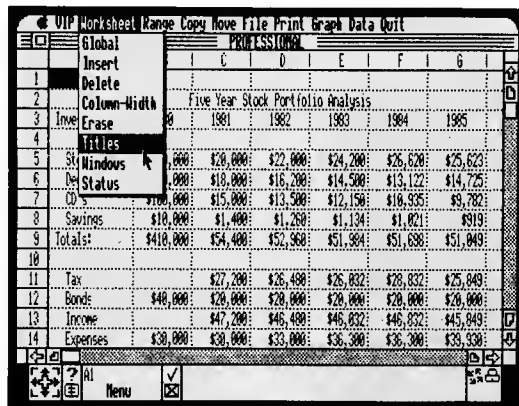 VIP Worksheet Range Copy Move File Print Graph Data Quit
PROFESSIONAL
Global
Insert
Delete
Column-Width
Erase
Titles
Windows
Status
C D E F G
1
2 Five Year Stock Portfolio Analysis
3 1981 1982 1983 1984 1985
4
5 $20,000 $22,000 $24,200 $26,620 $25,623
6 $18,000 $16,200 $14,580 $13,122 $14,725
7 CD's $100,000 $15,000 $13,500 $12,150 $10,935 $9,782
8 Savings $10,000 $1,400 $1,260 $1,134 $1,021 $919
9 Totals: $410,000 $54,400 $52,960 $51,984 $51,698 $51,049
10
11 Tax $27,200 $26,480 $26,032 $28,832 $25,849
12 Bonds $40,000 $20,000 $20,000 $20,000 $20,000 $20,000
13 Income $47,200 $46,480 $46,032 $46,832 $45,849
14 Expenses $30,000 $30,000 $33,000 $36,300 $36,300 $39,930
? A1
Menu